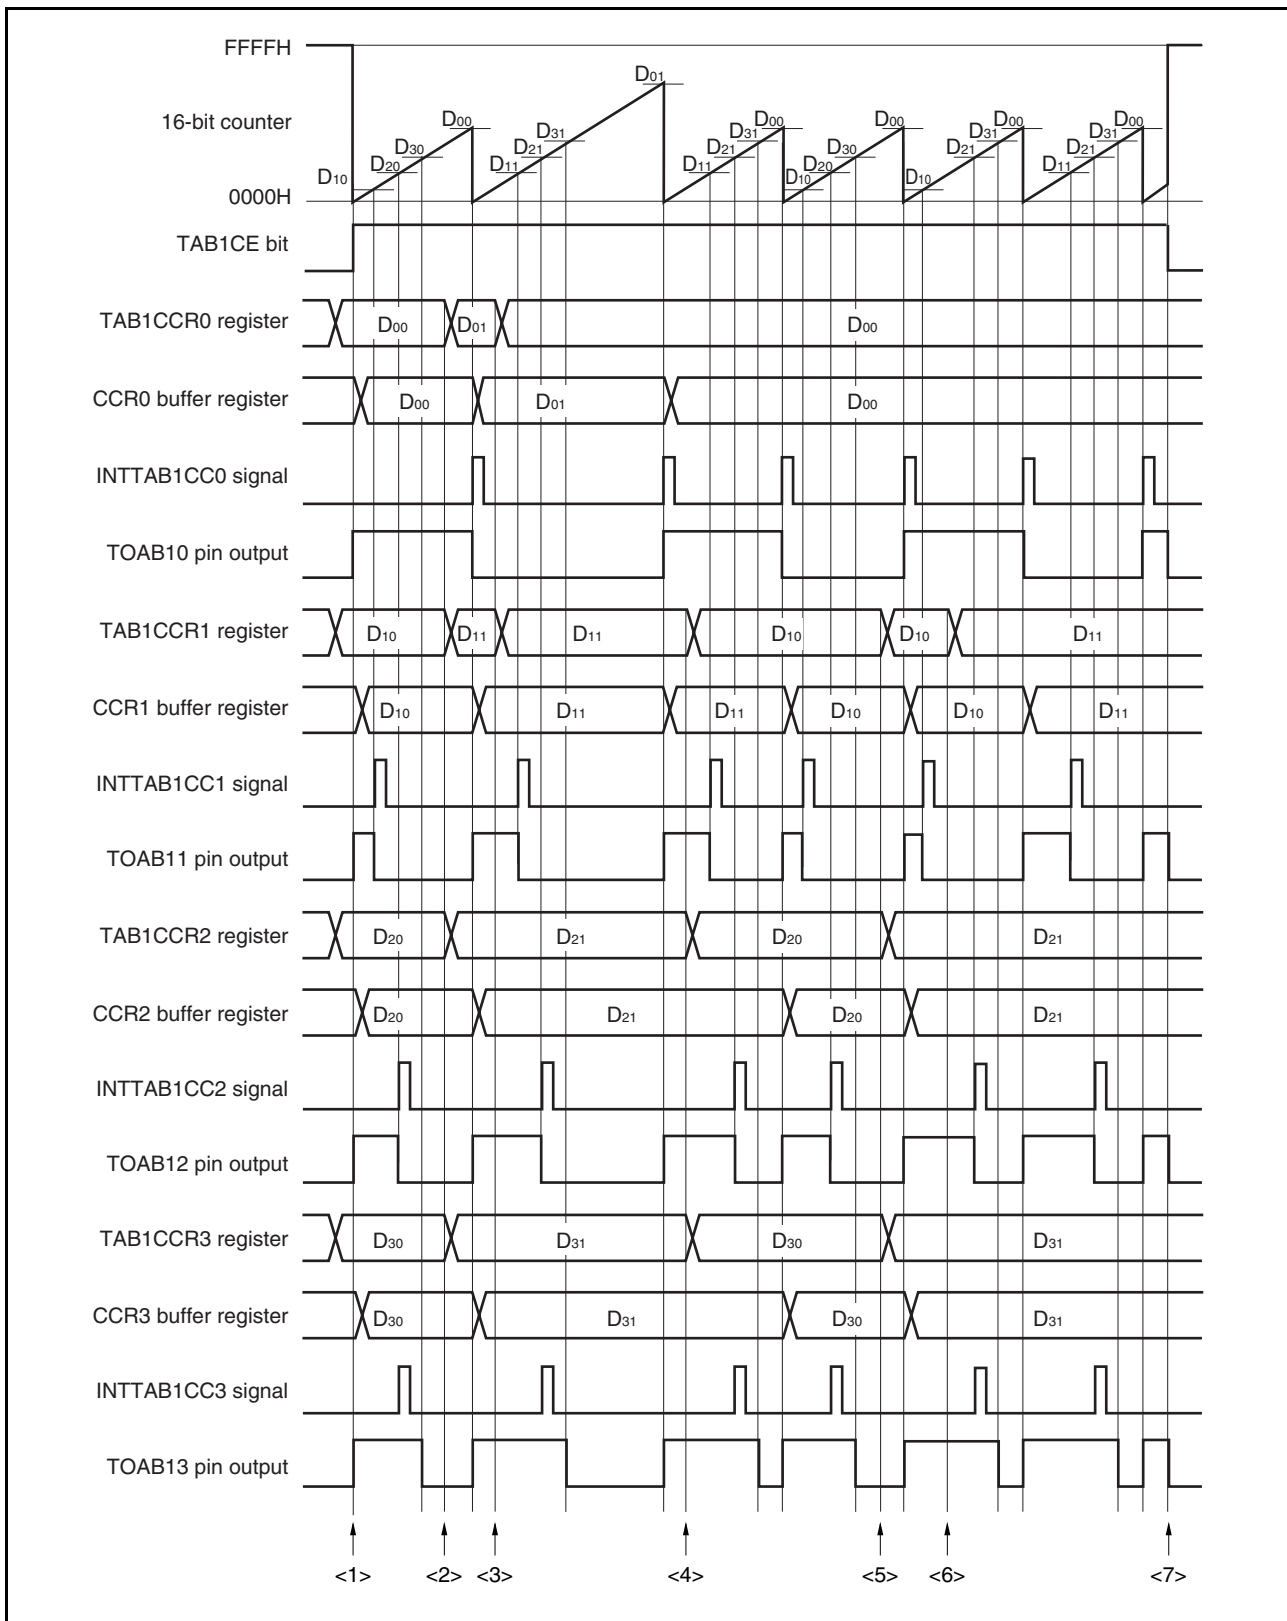 FFFFH
16-bit counter
0000H
D10
D20
D30
D00
D11
D21
D31
D01
D11
D21
D31
D00
D10
D20
D30
D00
D10
D21
D31
D00
D11
D21
D31
D00
TAB1CE bit
TAB1CCR0 register
D00
D01
D00
CCR0 buffer register
D00
D01
D00
INTTAB1CC0 signal
TOAB10 pin output
TAB1CCR1 register
D10
D11
D11
D10
D10
D11
CCR1 buffer register
D10
D11
D11
D10
D10
D11
INTTAB1CC1 signal
TOAB11 pin output
TAB1CCR2 register
D20
D21
D20
D21
CCR2 buffer register
D20
D21
D20
D21
INTTAB1CC2 signal
TOAB12 pin output
TAB1CCR3 register
D30
D31
D30
D31
CCR3 buffer register
D30
D31
D30
D31
INTTAB1CC3 signal
TOAB13 pin output
<1>
<2>
<3>
<4>
<5>
<6>
<7>